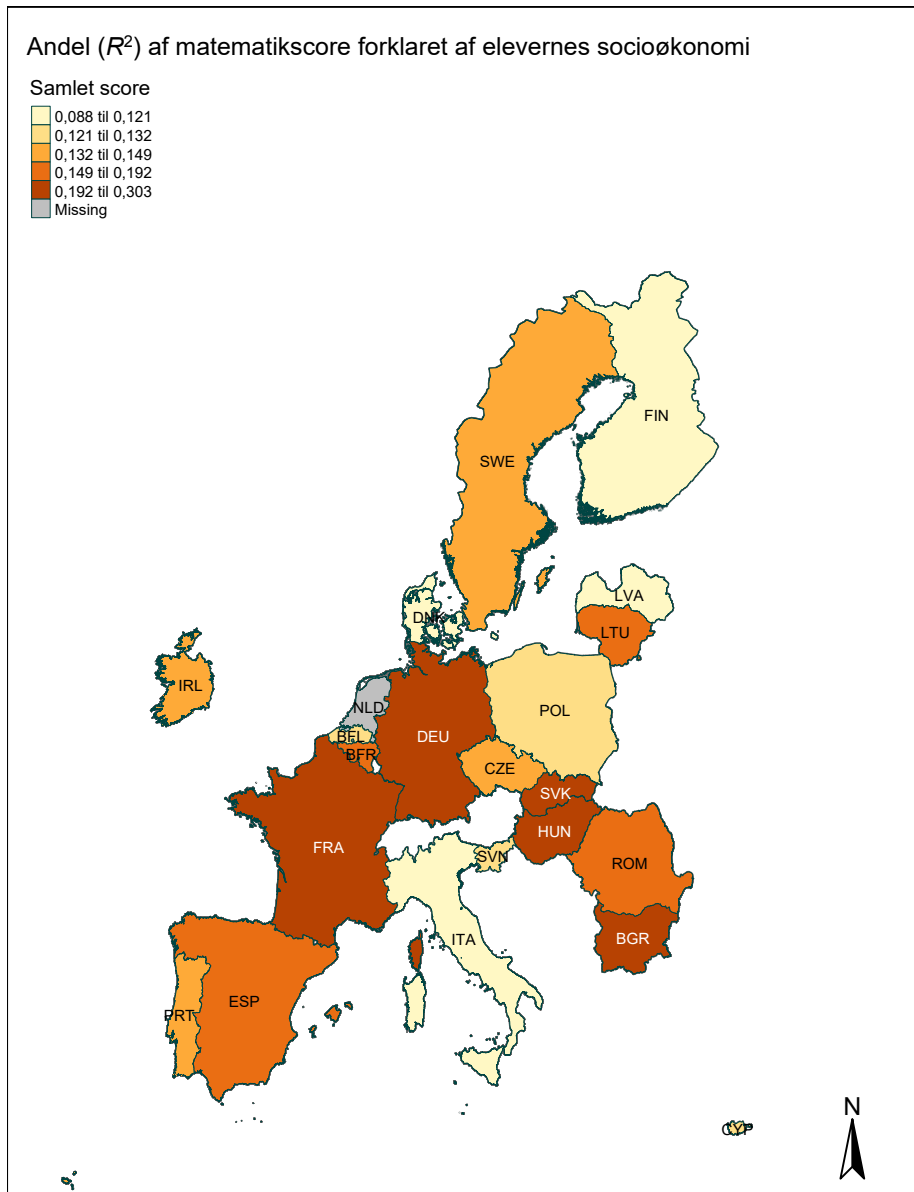 Andel (R²) af matematikscore forklaret af elevernes socioøkonomi
Samlet score
0,088 til 0,121
0,121 til 0,132
0,132 til 0,149
0,149 til 0,192
0,192 til 0,303
Missing
FIN
SWE
LVA
DNK
LTU
IRL
NLD
POL
BFL
DEU
BFR
CZE
SVK
HUN
FRA
SVN
ROM
ITA
BGR
ESP
PRT
N
CYP